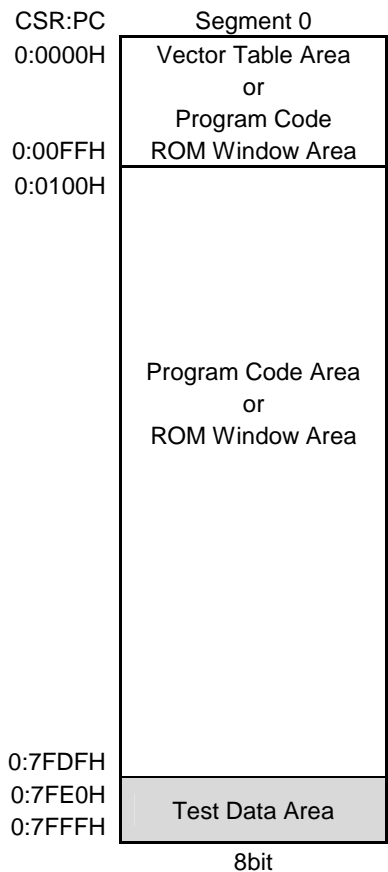 CSR:PC Segment 0
0:0000H Vector Table Area
or
Program Code
0:00FFH ROM Window Area
0:0100H
Program Code Area
or
ROM Window Area
0:7FDFH
0:7FE0H
Test Data Area
0:7FFFH
8bit